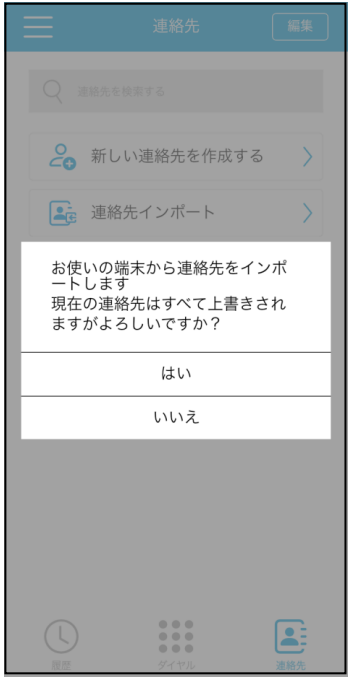 連絡先
編集
連絡先を検索する
新しい連絡先を作成する
連絡先インポート
お使いの端末から連絡先をインポ
ートします
現在の連絡先はすべて上書きされ
ますがよろしいですか？
はい
いいえ
履歴
ダイヤル
連絡先